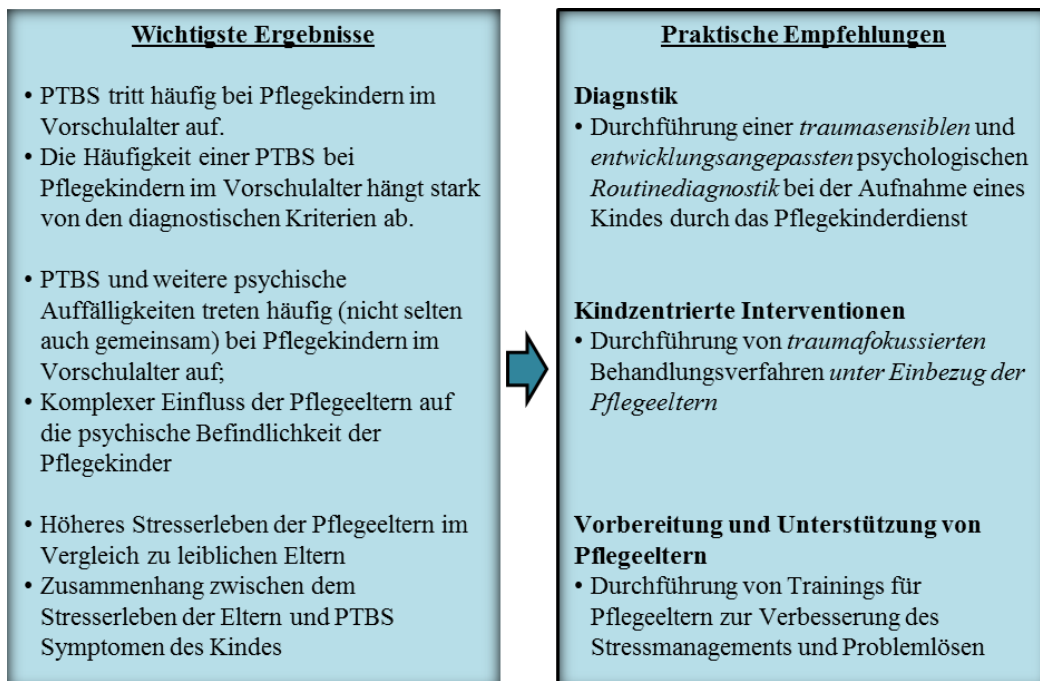 Wichtigste Ergebnisse
• PTBS tritt häufig bei Pflegekindern im
Vorschulalter auf.
• Die Häufigkeit einer PTBS bei
Pflegekindern im Vorschulalter hängt stark
von den diagnostischen Kriterien ab.
• PTBS und weitere psychische
Auffälligkeiten treten häufig (nicht selten
auch gemeinsam) bei Pflegekindern im
Vorschulalter auf;
• Komplexer Einfluss der Pflegeeltern auf
die psychische Befindlichkeit der
Pflegekinder
• Höheres Stresserleben der Pflegeeltern im
Vergleich zu leiblichen Eltern
• Zusammenhang zwischen dem
Stresserleben der Eltern und PTBS
Symptomen des Kindes
Praktische Empfehlungen
Diagnstik
• Durchführung einer traumasensiblen und
entwicklungsangepassten psychologischen
Routinediagnostik bei der Aufnahme eines
Kindes durch das Pflegekinderdienst
Kindzentrierte Interventionen
• Durchführung von traumafokussierten
Behandlungsverfahren unter Einbezug der
Pflegeeltern
Vorbereitung und Unterstützung von
Pflegeeltern
• Durchführung von Trainings für
Pflegeeltern zur Verbesserung des
Stressmanagements und Problemlösen